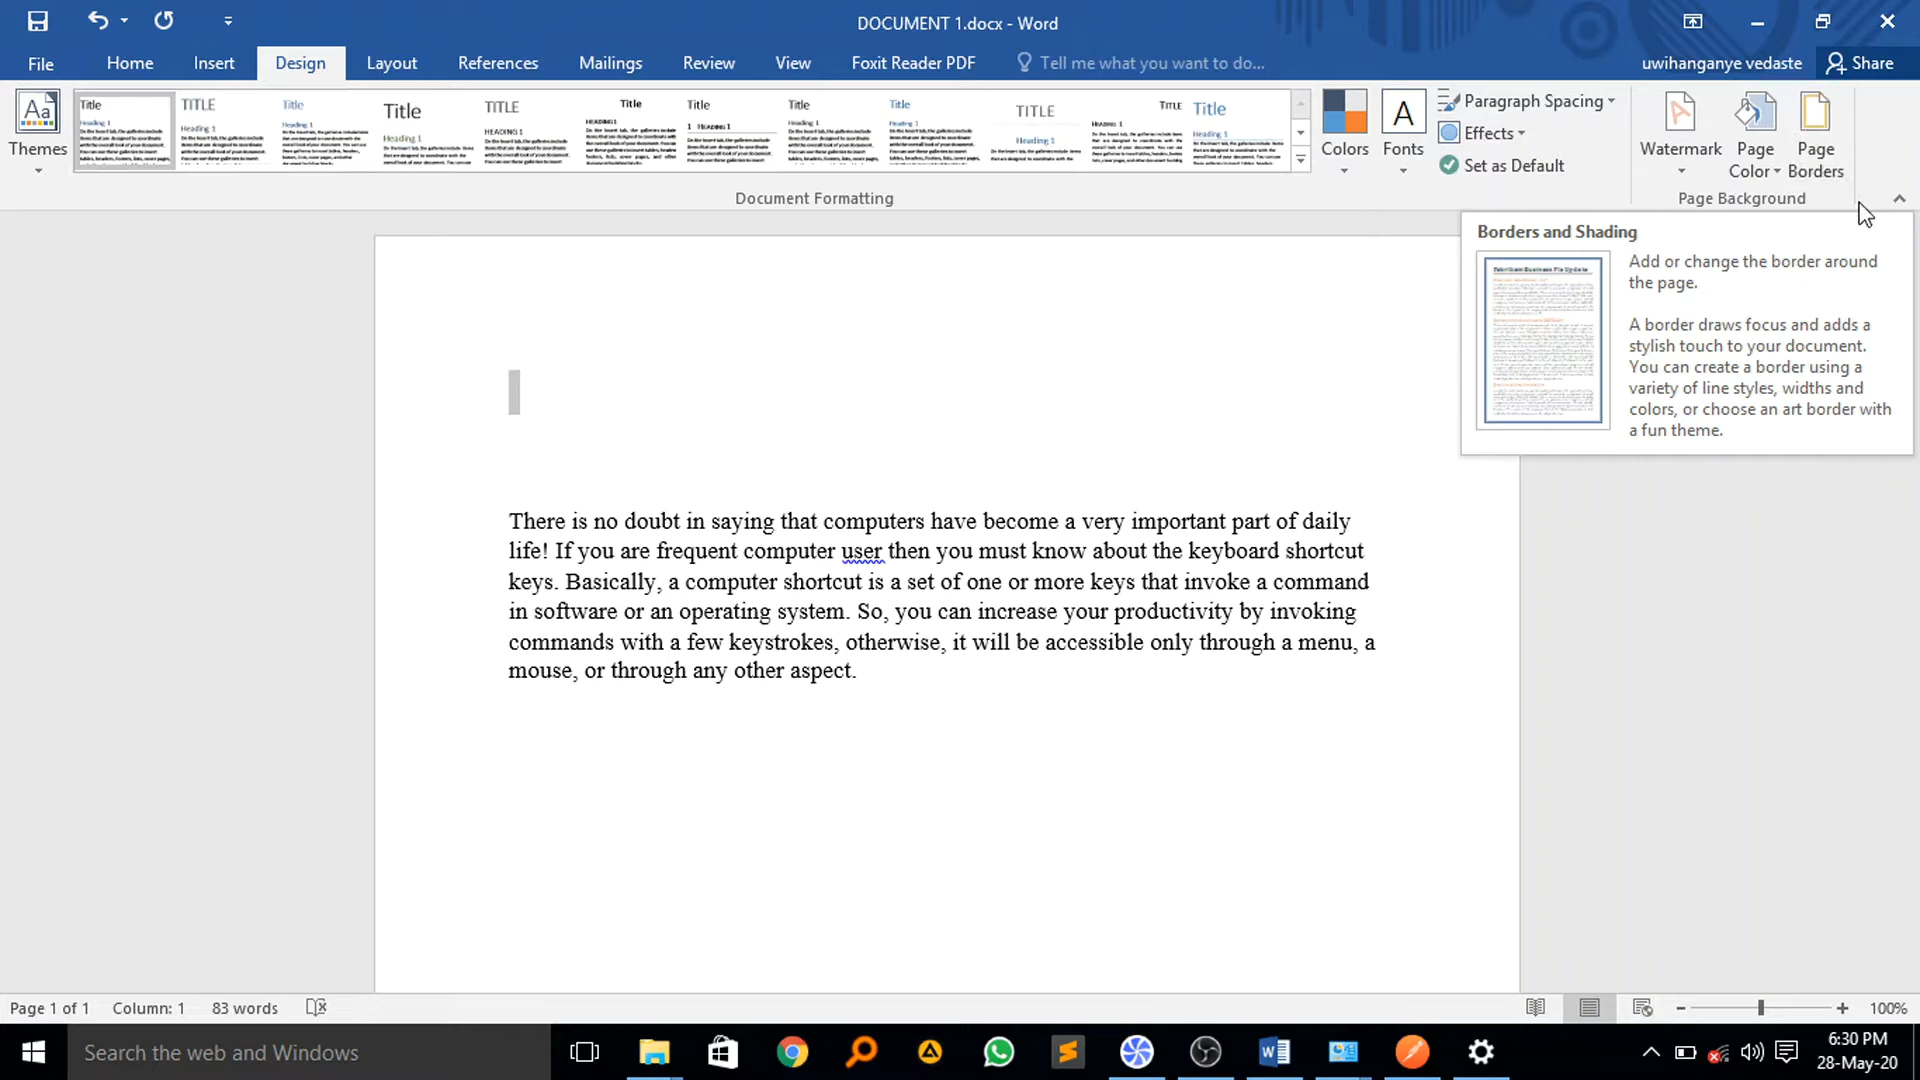 DOCUMENT 1.docx - Word
File
Home
Insert
Design
Layout
References
Mailings
Review
View
Foxit Reader PDF
Tell me what you want to do...
uwihanganye vedaste
Share
Themes
Title
Heading 1
TITLE
Heading 1
Title
Heading 1
Title
Heading 1
TITLE
HEADING 1
Title
HEADING 1
Title
1 HEADING 1
Title
Heading 1
Title
Heading 1
TITLE
Heading 1
TITLE
HEADING 1
Title
Heading 1
Colors
Fonts
Paragraph Spacing
Effects
Set as Default
Watermark
Page
Color
Page
Borders
Document Formatting
Page Background
Borders and Shading
Add or change the border around
the page.
A border draws focus and adds a
stylish touch to your document.
You can create a border using a
variety of line styles, widths and
colors, or choose an art border with
a fun theme.
There is no doubt in saying that computers have become a very important part of daily
life! If you are frequent computer user then you must know about the keyboard shortcut
keys. Basically, a computer shortcut is a set of one or more keys that invoke a command
in software or an operating system. So, you can increase your productivity by invoking
commands with a few keystrokes, otherwise, it will be accessible only through a menu, a
mouse, or through any other aspect.
Page 1 of 1
Column: 1
83 words
100%
Search the web and Windows
6:30 PM
28-May-20